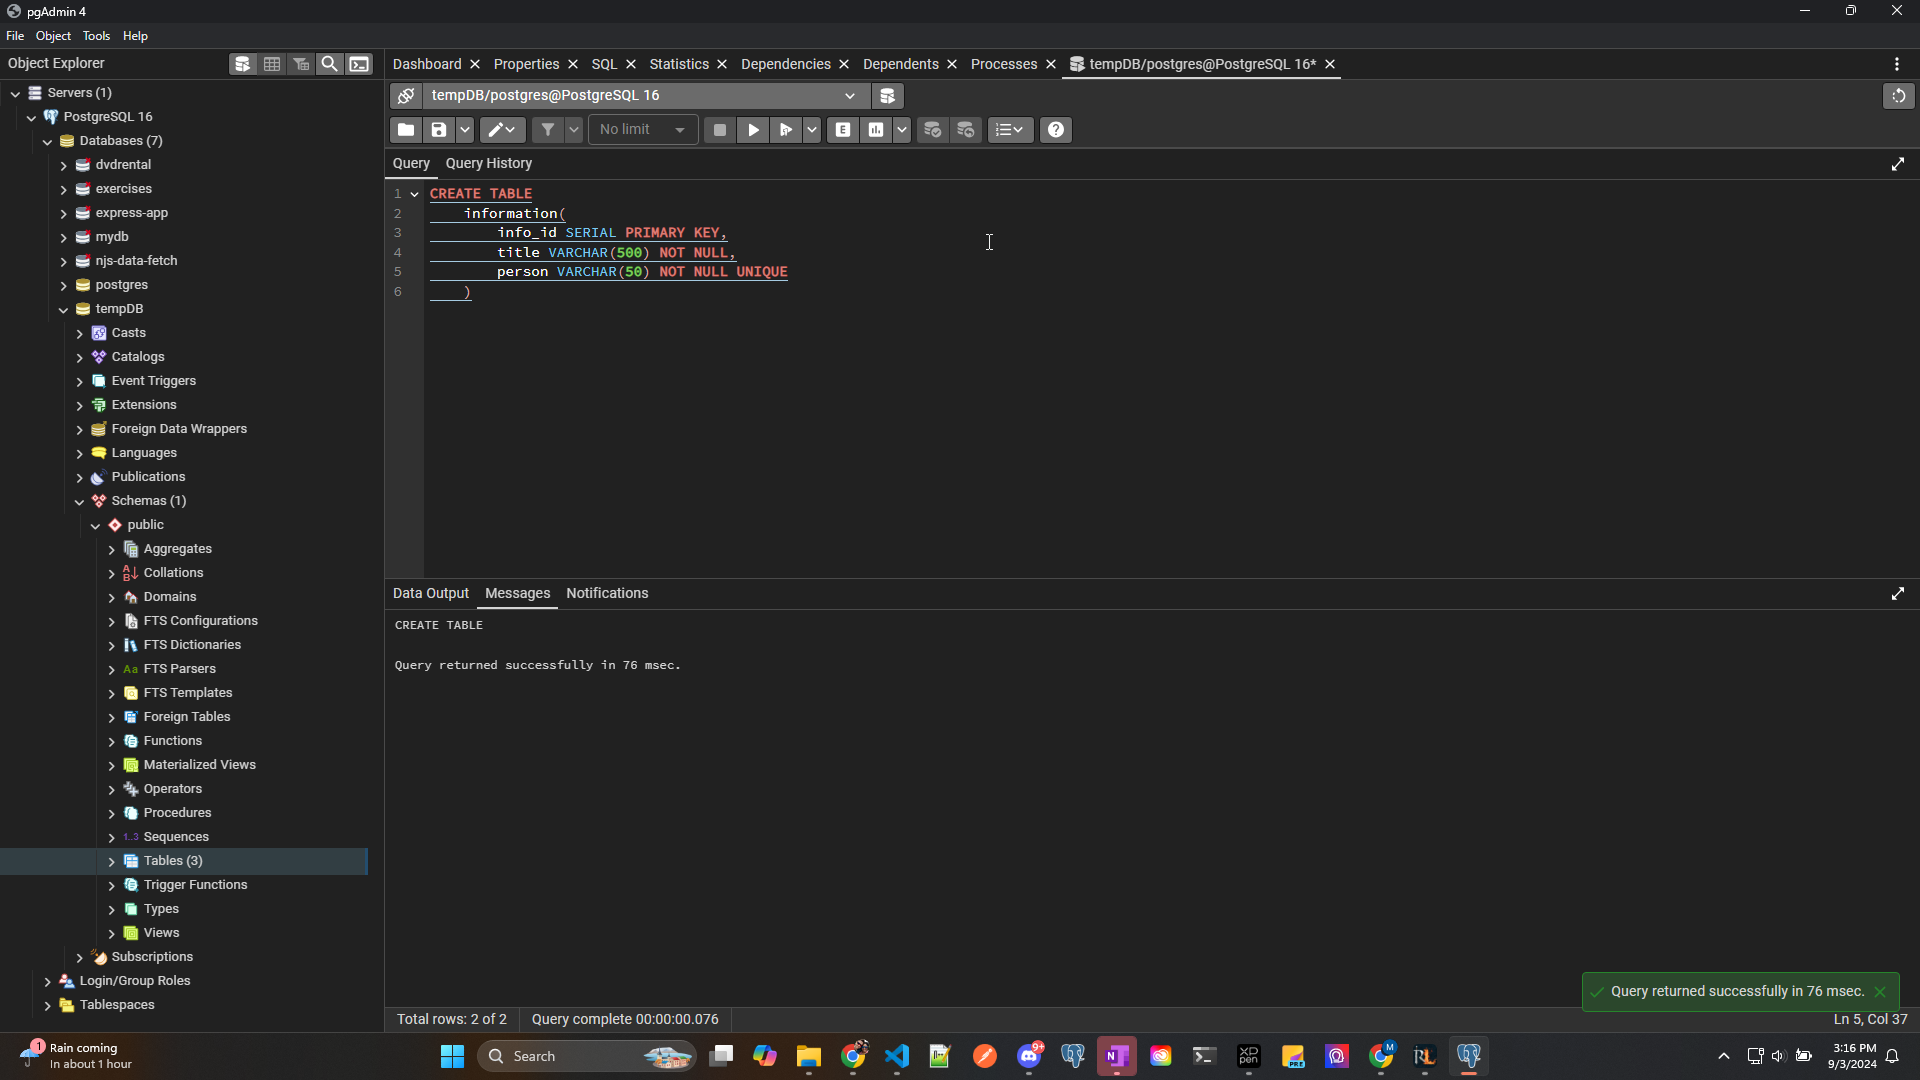 pgAdmin 4
File Object Tools Help
Object Explorer
Dashboard Properties SQL Statistics Dependencies Dependents Processes tempDB/postgres@PostgreSQL 16*
Servers (1)
PostgreSQL 16
Databases (7)
dvdrental
exercises
express-app
mydb
njs-data-fetch
postgres
tempDB
Casts
Catalogs
Event Triggers
Extensions
Foreign Data Wrappers
Languages
Publications
Schemas (1)
public
Aggregates
Collations
Domains
FTS Configurations
FTS Dictionaries
Aa FTS Parsers
FTS Templates
Foreign Tables
Functions
Materialized Views
Operators
Procedures
1..3 Sequences
Tables (3)
Trigger Functions
Types
Views
Subscriptions
Login/Group Roles
Tablespaces
tempDB/postgres@PostgreSQL 16
No limit
E
Query Query History
1 CREATE TABLE
2 information(
3 info_id SERIAL PRIMARY KEY,
4 title VARCHAR(500) NOT NULL,
5 person VARCHAR(50) NOT NULL UNIQUE
6 )
Data Output Messages Notifications
CREATE TABLE
Query returned successfully in 76 msec.
Query returned successfully in 76 msec.
Total rows: 2 of 2 Query complete 00:00:00.076 Ln 5, Col 37
1 Rain coming
In about 1 hour
Search
9+
3:16 PM
9/3/2024